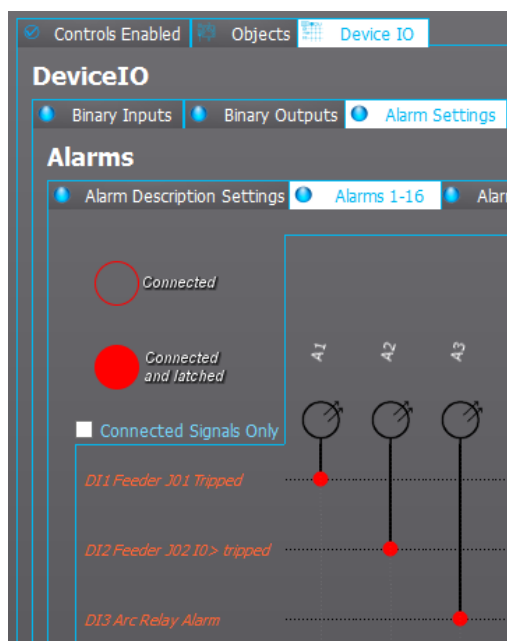 Controls Enabled Objects Device IO
DeviceIO
Binary Inputs Binary Outputs Alarm Settings
Alarms
Alarm Description Settings Alarms 1-16 Alar
Connected
Connected
and latched
A1 A2 A3
Connected Signals Only
DI1 Feeder J01 Tripped
DI2 Feeder J02 I0> tripped
DI3 Arc Relay Alarm